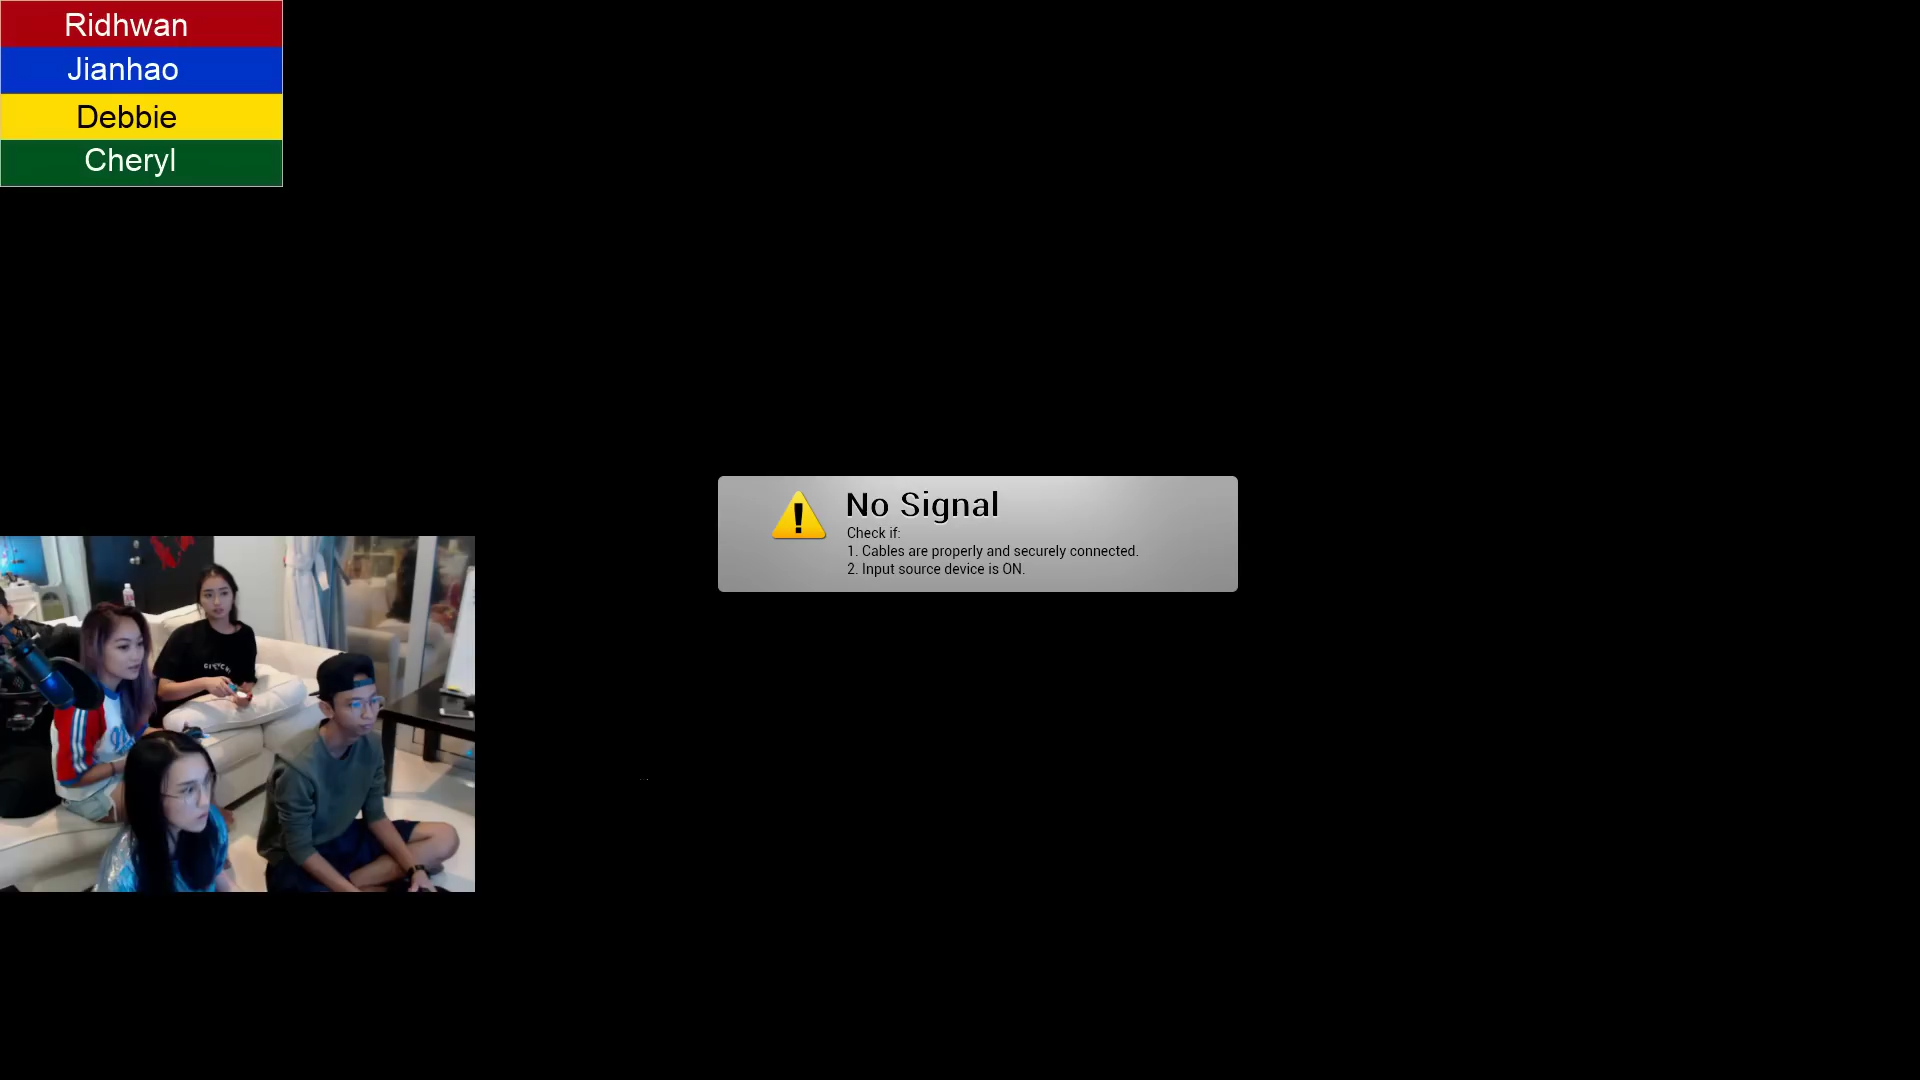 Ridhwan
Jianhao
Debbie
Cheryl
No Signal
Check if:
1. Cables are properly and securely connected.
2. Input source device is ON.